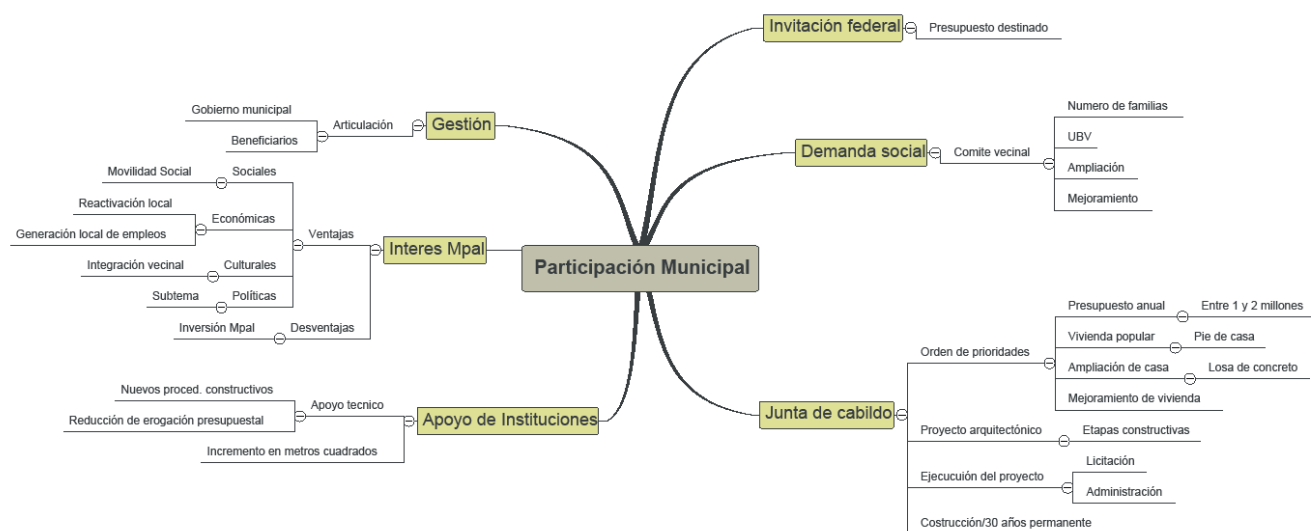 Invitación federal
Presupuesto destinado
Gobierno municipal
Articulación
Gestión
Beneficiarios
Numero de familias
UBV
Demanda social
Comite vecinal
Ampliación
Mejoramiento
Movilidad Social
Sociales
Reactivación local
Económicas
Generación local de empleos
Ventajas
Interes Mpal
Integración vecinal
Culturales
Subtema
Políticas
Inversión Mpal
Desventajas
Participación Municipal
Nuevos proced. constructivos
Apoyo tecnico
Reducción de erogación presupuestal
Apoyo de Instituciones
Incremento en metros cuadrados
Junta de cabildo
Orden de prioridades
Presupuesto anual
Entre 1 y 2 millones
Vivienda popular
Pie de casa
Ampliación de casa
Losa de concreto
Mejoramiento de vivienda
Proyecto arquitectónico
Etapas constructivas
Ejecucuión del proyecto
Licitación
Administración
Costrucción/30 años permanente